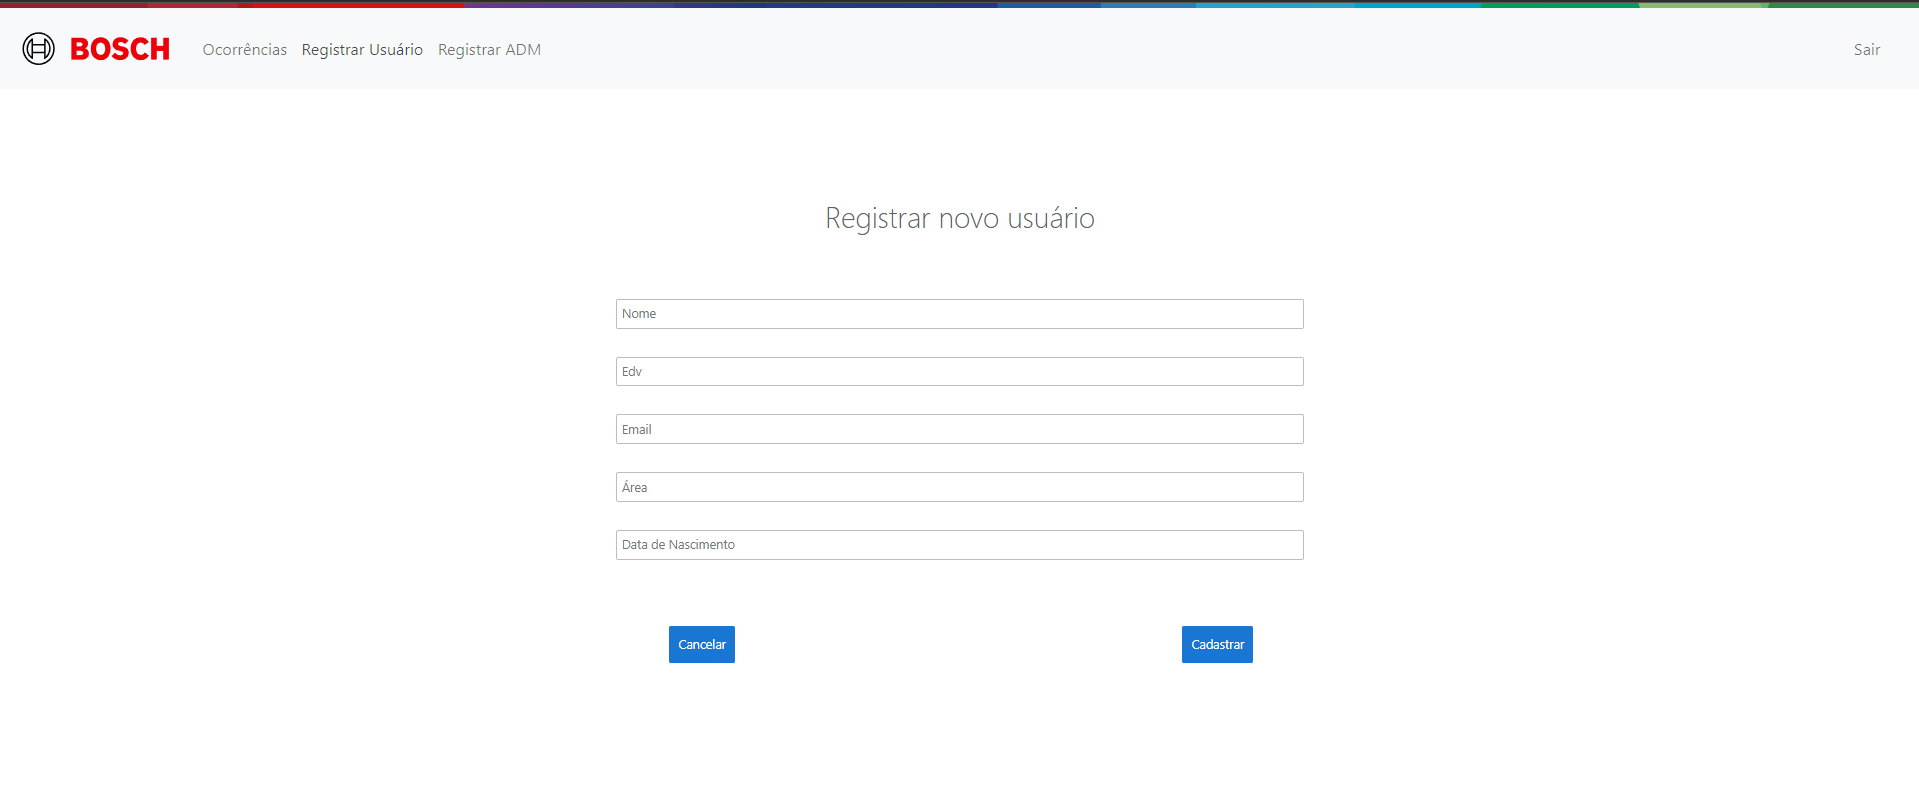 BOSCH Ocorrências Registrar Usuário Registrar ADM Sair
Registrar novo usuário
Nome
Edv
Email
Área
Data de Nascimento
Cancelar Cadastrar